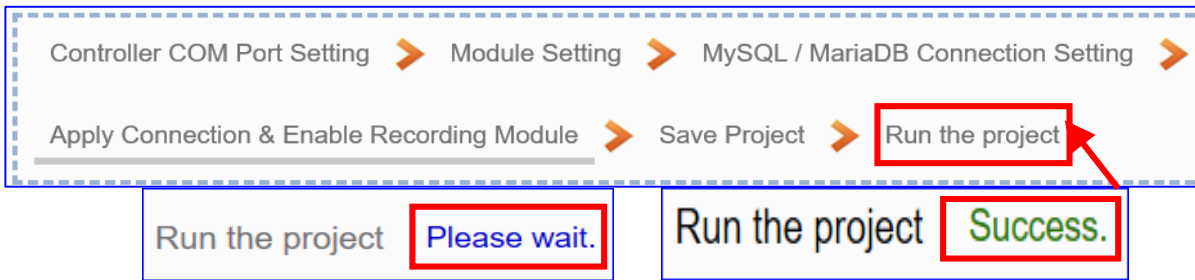 Controller COM Port Setting Module Setting MySQL / MariaDB Connection Setting
Apply Connection & Enable Recording Module Save Project Run the project
Run the project Please wait.
Run the project Success.